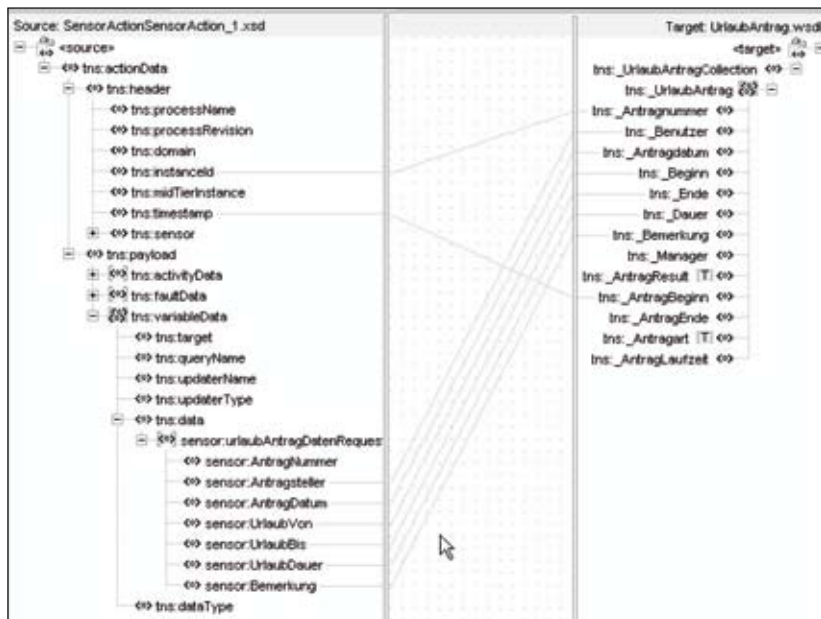 Source: SensorActionSensorAction_1.xsd
<source>
tns:actionData
tns:header
tns:processName
tns:processRevision
tns:domain
tns:instanceId
tns:midTierInstance
tns:timestamp
tns:sensor
tns:payload
tns:activityData
tns:faultData
tns:variableData
tns:target
tns:queryName
tns:updaterName
tns:updaterType
tns:data
sensor:urlaubAntragDatenReques
sensor:AntragNummer
sensor:Antragsteller
sensor:AntragDatum
sensor:UrlaubVon
sensor:UrlaubBis
sensor:UrlaubDauer
sensor:Bemerkung
tns:dataType
Target: UrlaubAntrag.wsdl
<target>
tns:_UrlaubAntragCollection
tns:_UrlaubAntrag
tns:_Antragnummer
tns:_Benutzer
tns:_Antragdatum
tns:_Beginn
tns:_Ende
tns:_Dauer
tns:_Bemerkung
tns:_Manager
tns:_AntragResult T
tns:_AntragBeginn
tns:_AntragEnde
tns:_Antragart T
tns:_AntragLaufzeit